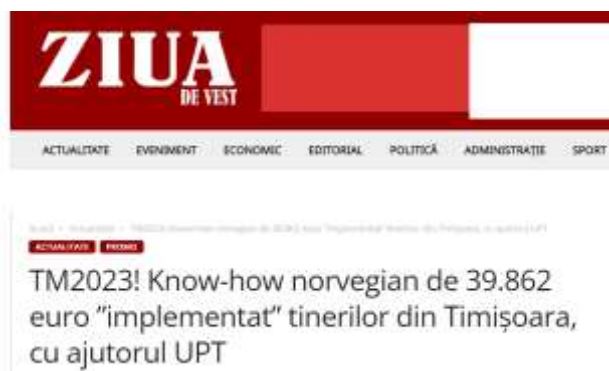 ZIUA
DE VEST
ACTUALITATE EVENIMENT ECONOMIC EDITORIAL POLITICĂ ADMINISTRAȚIE SPORT
ACTUALITATE PROMO
TM2023! Know-how norvegian de 39.862
euro ”implementat” tinerilor din Timișoara,
cu ajutorul UPT